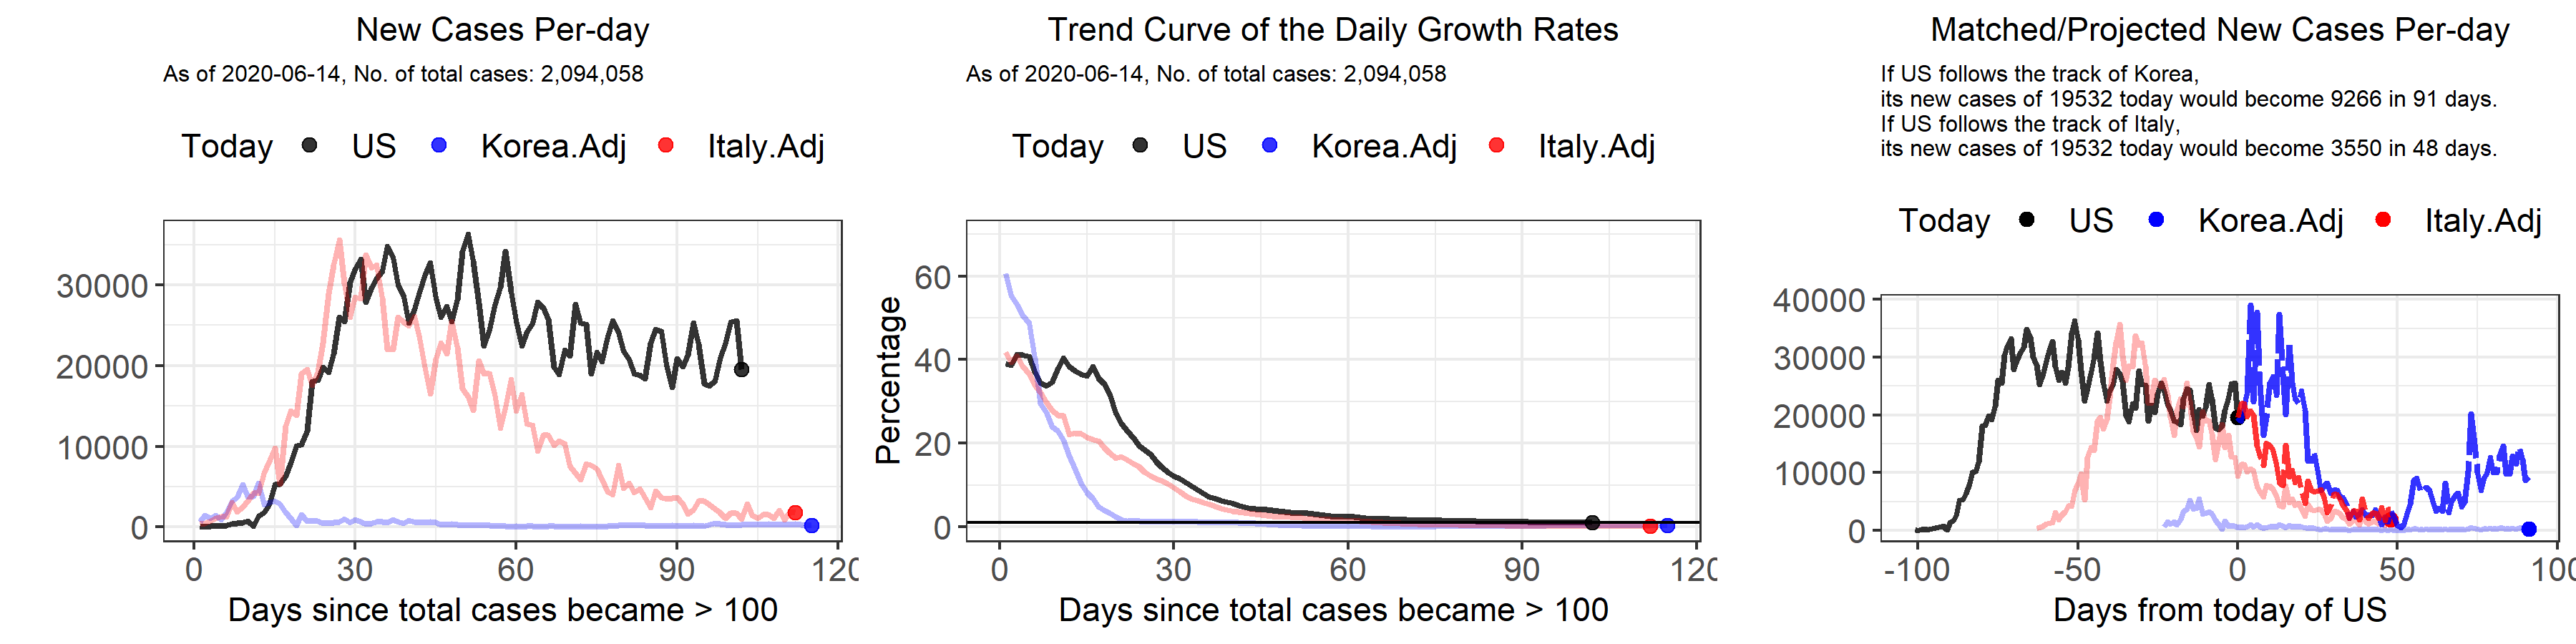 New Cases Per-day
As of 2020-06-14, No. of total cases: 2,094,058
Today US Korea.Adj Italy.Adj
30000
20000
10000
0
0 30 60 90 120
Days since total cases became > 100
Trend Curve of the Daily Growth Rates
As of 2020-06-14, No. of total cases: 2,094,058
Today US Korea.Adj Italy.Adj
Percentage
60
40
20
0
0 30 60 90 120
Days since total cases became > 100
Matched/Projected New Cases Per-day
If US follows the track of Korea,
its new cases of 19532 today would become 9266 in 91 days.
If US follows the track of Italy,
its new cases of 19532 today would become 3550 in 48 days.
Today US Korea.Adj Italy.Adj
40000
30000
20000
10000
0
-100 -50 0 50 100
Days from today of US